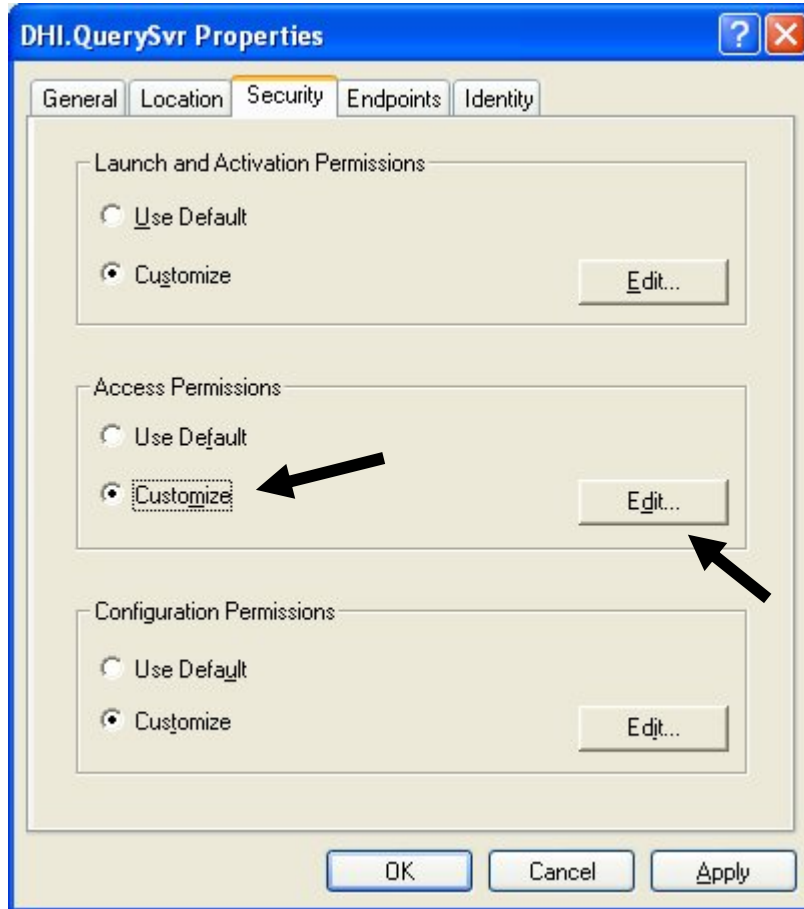 DHI.QuerySvr Properties
General Location Security Endpoints Identity
Launch and Activation Permissions
Use Default
Customize Edit...
Access Permissions
Use Default
Customize Edit...
Configuration Permissions
Use Default
Customize Edit...
OK Cancel Apply